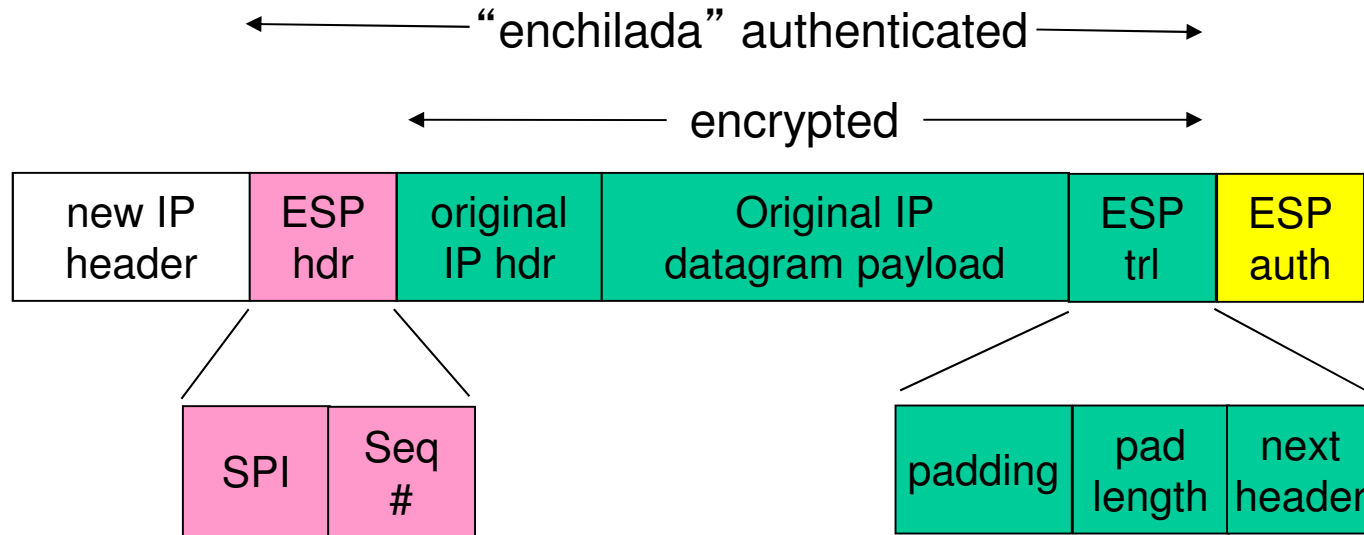 “enchilada” authenticated
encrypted
new IP
header
ESP
hdr
original
IP hdr
Original IP
datagram payload
ESP
trl
ESP
auth
SPI
Seq
#
padding
pad
length
next
header